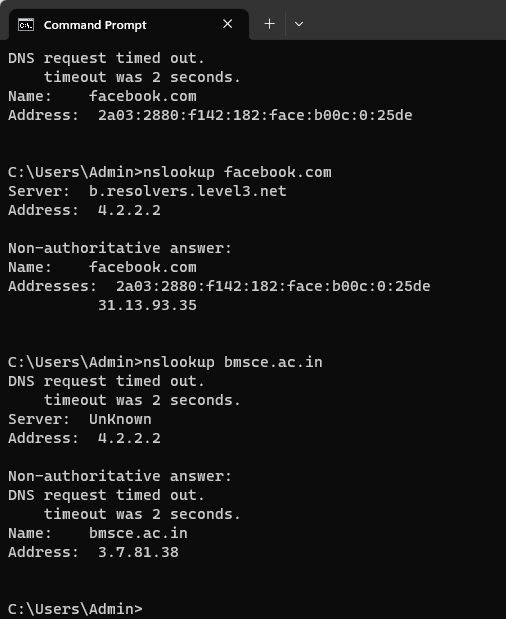 Command Prompt
DNS request timed out.
    timeout was 2 seconds.
Name:    facebook.com
Address:  2a03:2880:f142:182:face:b00c:0:25de

C:\Users\Admin>nslookup facebook.com
Server:  b.resolvers.level3.net
Address:  4.2.2.2

Non-authoritative answer:
Name:    facebook.com
Addresses:  2a03:2880:f142:182:face:b00c:0:25de
          31.13.93.35

C:\Users\Admin>nslookup bmsce.ac.in
DNS request timed out.
    timeout was 2 seconds.
Server:  UnKnown
Address:  4.2.2.2

Non-authoritative answer:
DNS request timed out.
    timeout was 2 seconds.
Name:    bmsce.ac.in
Address:  3.7.81.38

C:\Users\Admin>